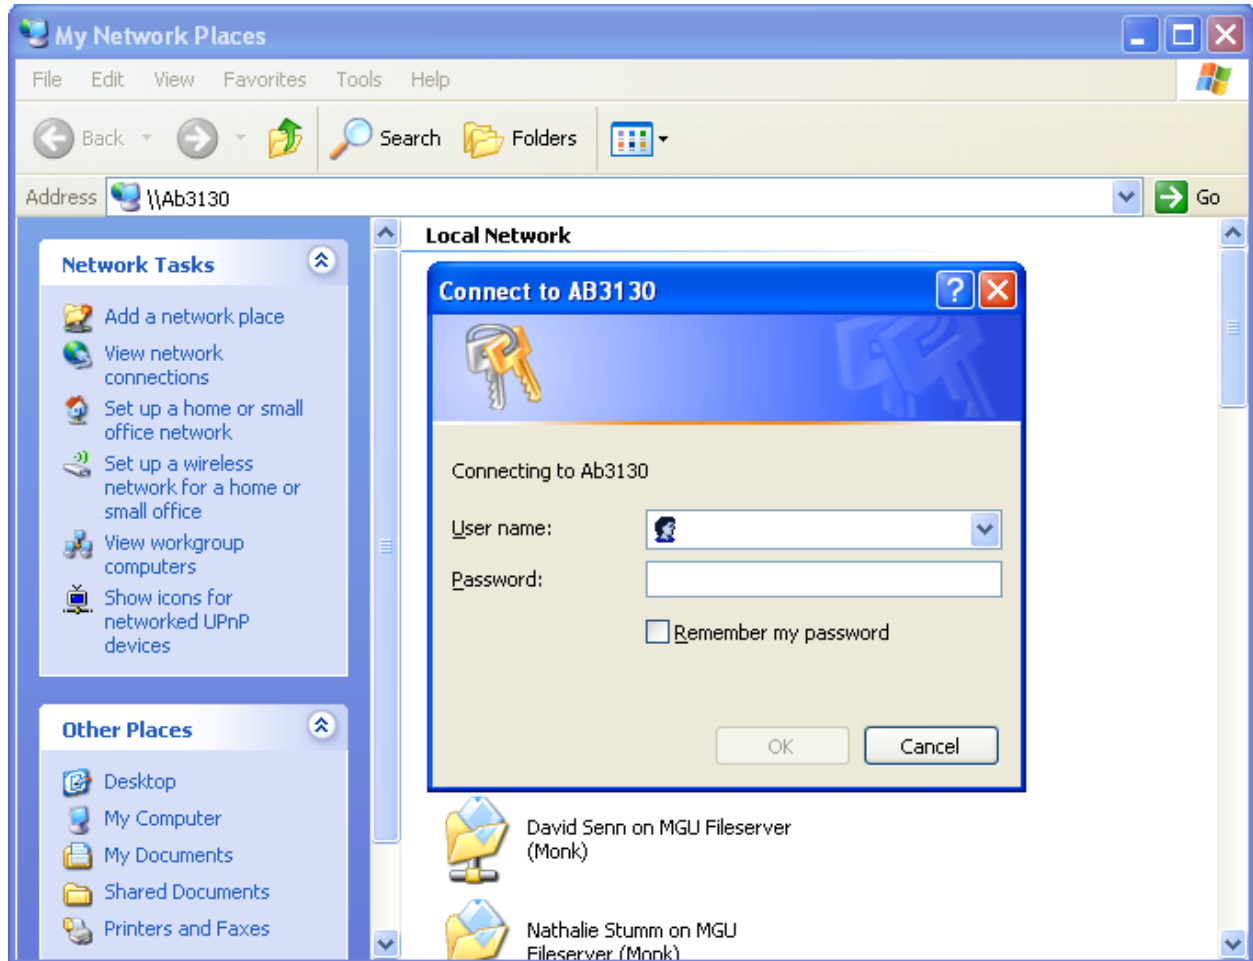 My Network Places
File Edit View Favorites Tools Help
Back Search Folders
Address \\Ab3130 Go
Network Tasks
Add a network place
View network
connections
Set up a home or small
office network
Set up a wireless
network for a home or
small office
View workgroup
computers
Show icons for
networked UPnP
devices
Other Places
Desktop
My Computer
My Documents
Shared Documents
Printers and Faxes
Local Network
Connect to AB3130
Connecting to Ab3130
User name:
Password:
Remember my password
OK Cancel
David Senn on MGU Fileserver
(Monk)
Nathalie Stumm on MGU
Fileserver (Monk)